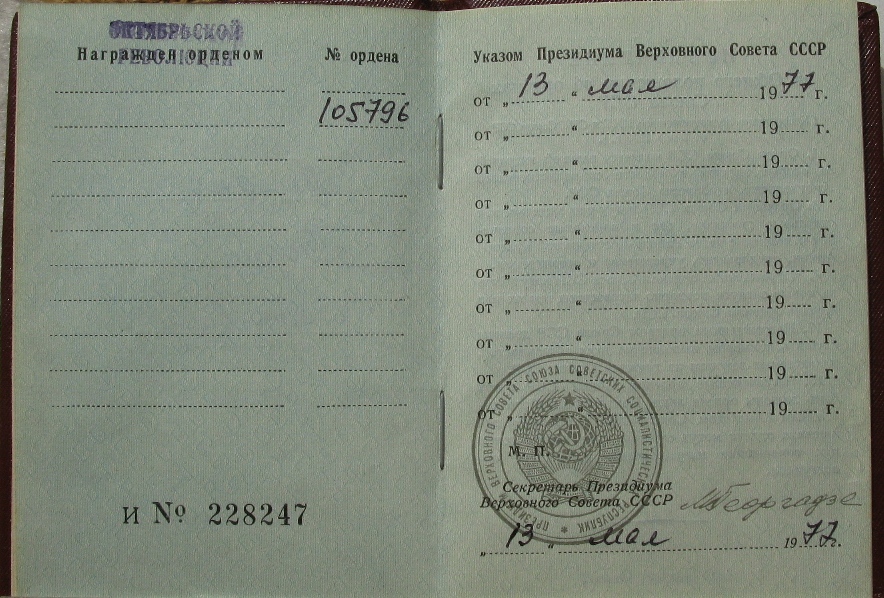 ОКТЯБРЬСКОЙ
РЕВОЛЮЦИИ
Награжден орденом
№ ордена
105796
И № 228247
Указом Президиума Верховного Совета СССР
от „ 13 “ мая 1977 г.
от „ “ 19 г.
от „ “ 19 г.
от „ “ 19 г.
от „ “ 19 г.
от „ “ 19 г.
от „ “ 19 г.
от „ “ 19 г.
от „ “ 19 г.
от „ “ 19 г.
ПРЕЗИДИУМ ВЕРХОВНОГО СОВЕТА СОЮЗА СОВЕТСКИХ СОЦИАЛИСТИЧЕСКИХ РЕСПУБЛИК
М. П.
Секретарь Президиума
Верховного Совета СССР
МГеоргадзе
„ 13 “ мая 1977 г.